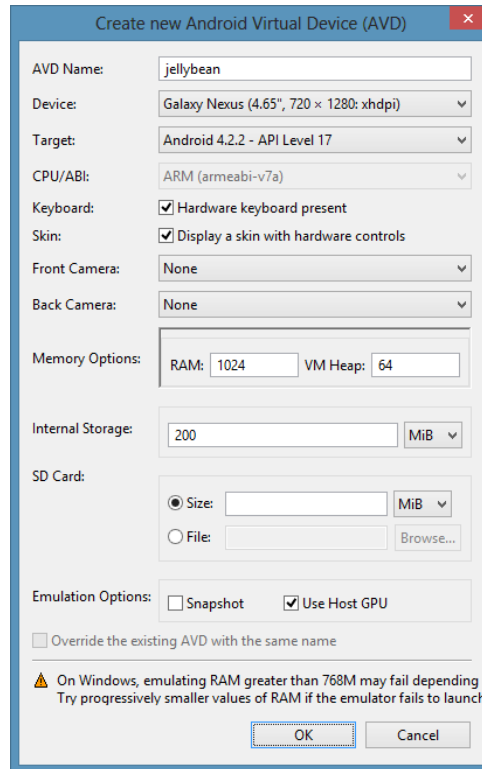 Create new Android Virtual Device (AVD)
AVD Name: jellybean
Device: Galaxy Nexus (4.65", 720 × 1280: xhdpi)
Target: Android 4.2.2 - API Level 17
CPU/ABI: ARM (armeabi-v7a)
Keyboard: Hardware keyboard present
Skin: Display a skin with hardware controls
Front Camera: None
Back Camera: None
Memory Options: RAM: 1024 VM Heap: 64
Internal Storage: 200 MiB
SD Card:
Size: MiB
File: Browse...
Emulation Options: Snapshot Use Host GPU
Override the existing AVD with the same name
On Windows, emulating RAM greater than 768M may fail depending
Try progressively smaller values of RAM if the emulator fails to launch
OK Cancel